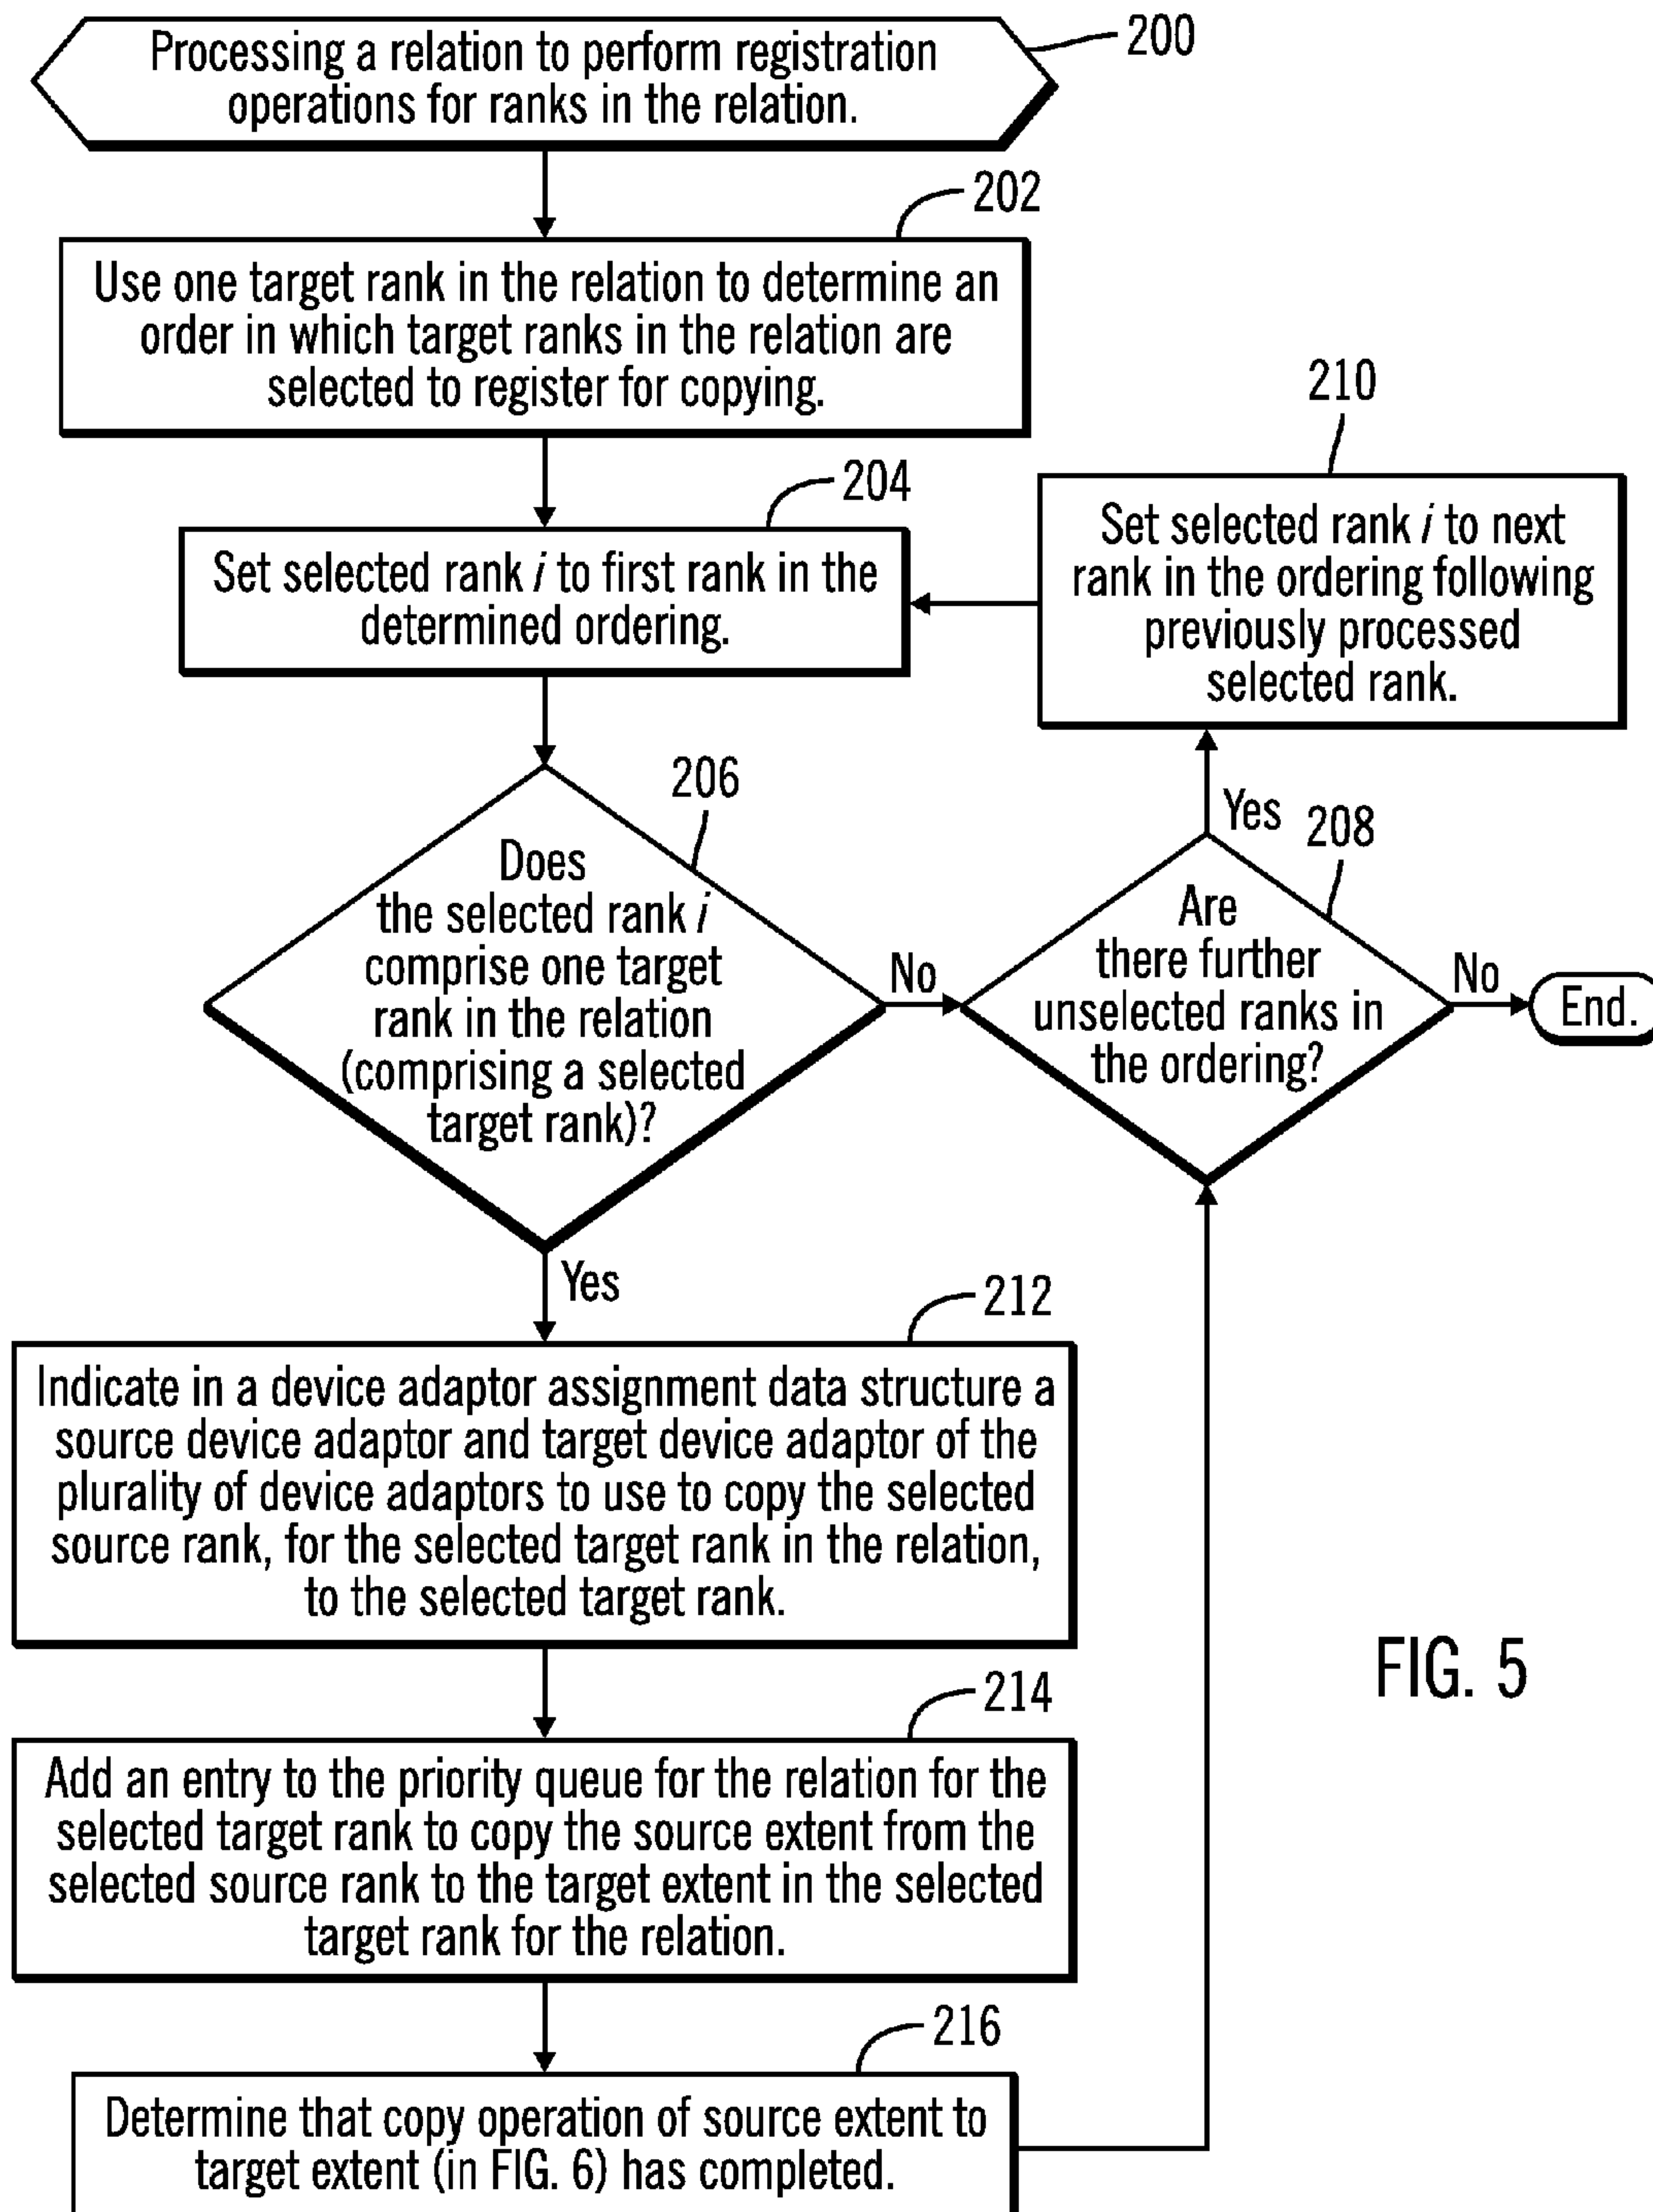 Processing a relation to perform registration
operations for ranks in the relation.
200
202
Use one target rank in the relation to determine an
order in which target ranks in the relation are
selected to register for copying.
204
Set selected rank i to first rank in the
determined ordering.
210
Set selected rank i to next
rank in the ordering following
previously processed
selected rank.
206
Does
the selected rank i
comprise one target
rank in the relation
(comprising a selected
target rank)?
No
Yes
208
Are
there further
unselected ranks in
the ordering?
Yes
No
End.
212
Indicate in a device adaptor assignment data structure a
source device adaptor and target device adaptor of the
plurality of device adaptors to use to copy the selected
source rank, for the selected target rank in the relation,
to the selected target rank.
214
Add an entry to the priority queue for the relation for the
selected target rank to copy the source extent from the
selected source rank to the target extent in the selected
target rank for the relation.
216
Determine that copy operation of source extent to
target extent (in FIG. 6) has completed.
FIG. 5